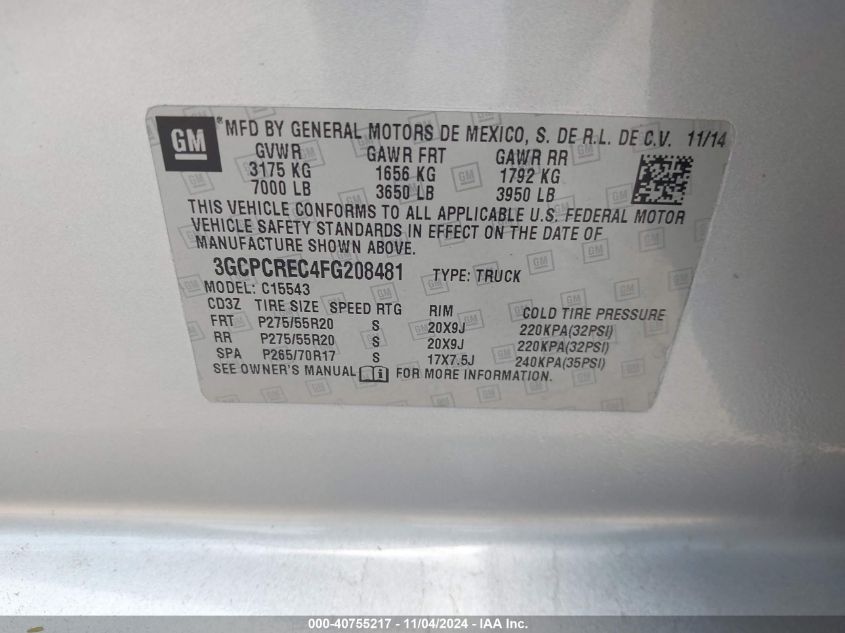 GM ® MFD BY GENERAL MOTORS DE MEXICO, S. DE R.L. DE C.V. 11/14
GVWR GAWR FRT GAWR RR
3175 KG 1656 KG 1792 KG
7000 LB 3650 LB 3950 LB
THIS VEHICLE CONFORMS TO ALL APPLICABLE U.S. FEDERAL MOTOR
VEHICLE SAFETY STANDARDS IN EFFECT ON THE DATE OF
MANUFACTURE SHOWN ABOVE.
3GCPCREC4FG208481 TYPE: TRUCK
MODEL: C15543
CD3Z TIRE SIZE SPEED RTG RIM COLD TIRE PRESSURE
FRT P275/55R20 S 20X9J 220KPA(32PSI)
RR P275/55R20 S 20X9J 220KPA(32PSI)
SPA P265/70R17 S 17X7.5J 240KPA(35PSI)
SEE OWNER'S MANUAL FOR MORE INFORMATION.
000-40755217 - 11/04/2024 - IAA Inc.